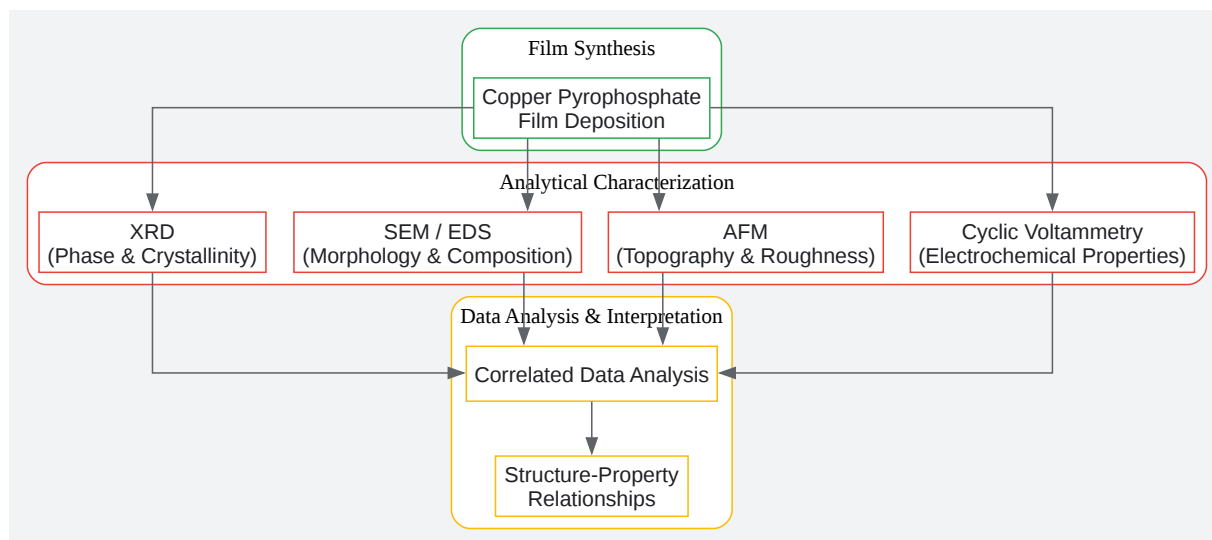 Film Synthesis
Copper Pyrophosphate
Film Deposition
Analytical Characterization
XRD
(Phase & Crystallinity)
SEM / EDS
(Morphology & Composition)
AFM
(Topography & Roughness)
Cyclic Voltammetry
(Electrochemical Properties)
Data Analysis & Interpretation
Correlated Data Analysis
Structure-Property
Relationships